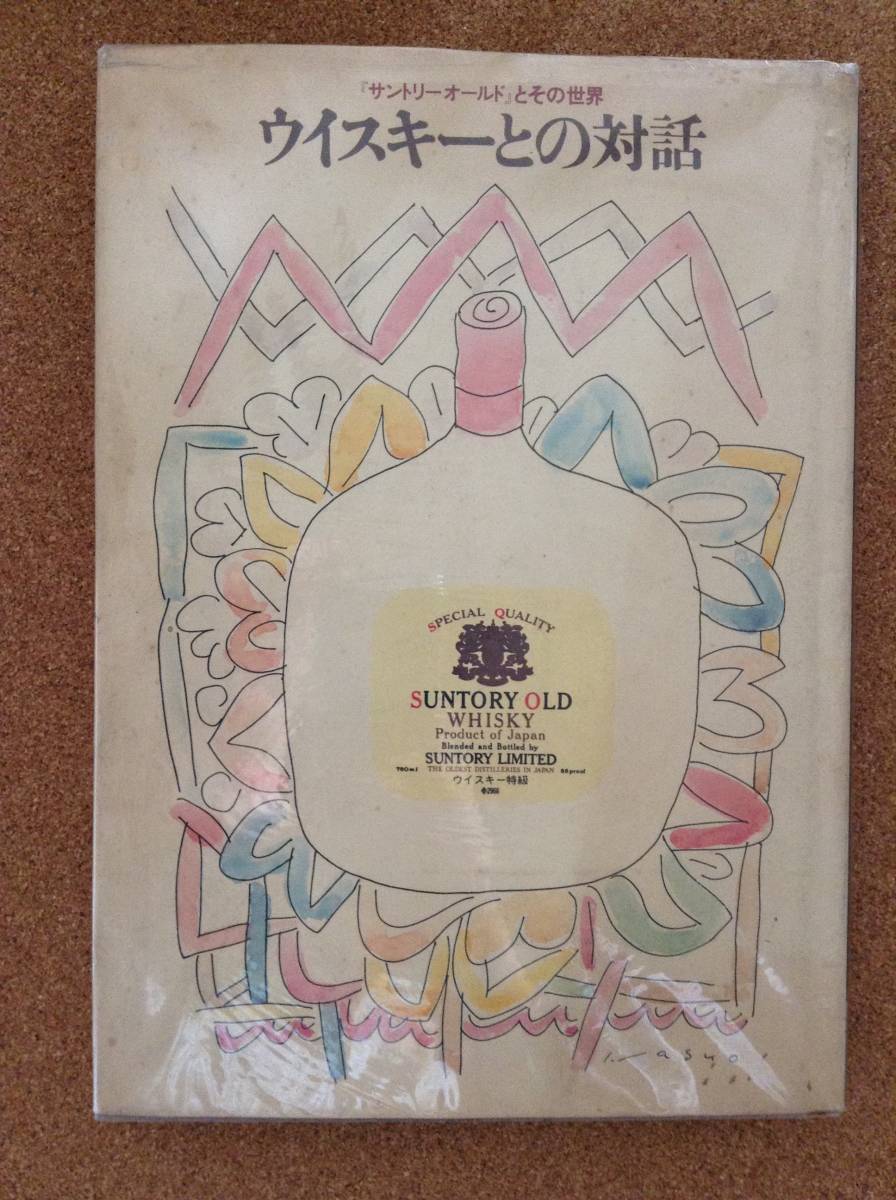 『サントリーオールド』とその世界
ウイスキーとの対話
SPECIAL QUALITY
SUNTORY OLD
WHISKY
Product of Japan
Blended and Bottled by
SUNTORY LIMITED
760ml THE OLDEST DISTILLERIES IN JAPAN 86proof
ウイスキー特級